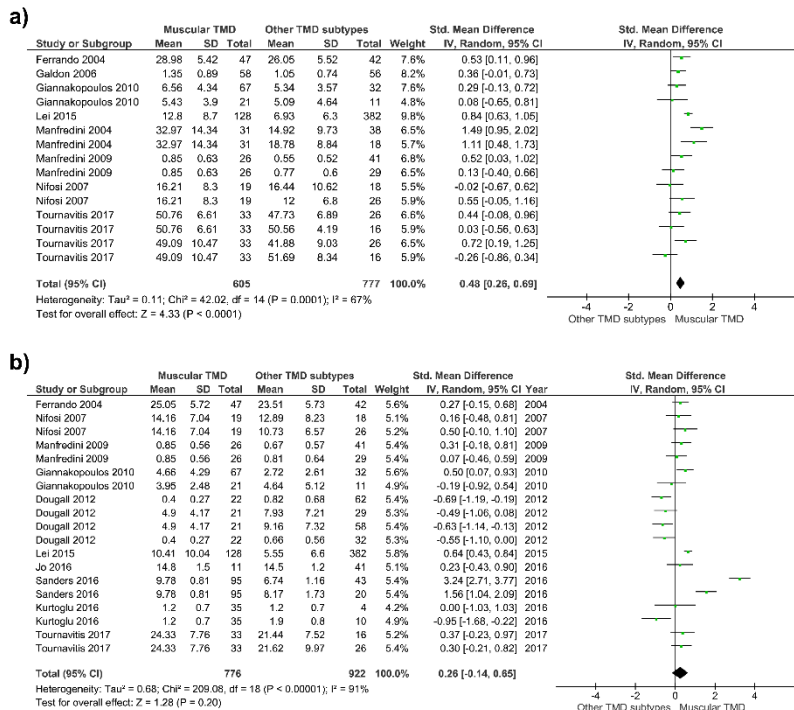 a)
Muscular TMD Other TMD subtypes Std. Mean Difference Std. Mean Difference
Study or Subgroup Mean SD Total Mean SD Total Weight IV, Random, 95% CI IV, Random, 95% CI
Ferrando 2004 28.98 5.42 47 26.05 5.52 42 7.6% 0.53 [0.11, 0.96]
Galdon 2006 1.35 0.89 58 1.05 0.74 56 8.4% 0.36 [-0.01, 0.73]
Giannakopoulos 2010 6.56 4.34 67 5.34 3.57 32 7.6% 0.29 [-0.13, 0.72]
Giannakopoulos 2010 5.43 3.9 21 5.09 4.64 11 4.7% 0.08 [-0.65, 0.81]
Lei 2015 12.8 8.7 128 6.93 6.3 382 10.6% 0.84 [0.63, 1.05]
Manfredini 2004 32.97 14.34 31 14.92 9.73 38 6.5% 1.49 [0.95, 2.02]
Manfredini 2004 32.97 14.34 31 18.78 8.84 18 5.6% 1.11 [0.48, 1.73]
Manfredini 2009 0.85 0.63 26 0.55 0.52 41 6.9% 0.52 [0.03, 1.02]
Manfredini 2009 0.85 0.63 26 0.77 0.6 29 6.6% 0.13 [-0.40, 0.66]
Nifosi 2007 16.21 8.3 19 16.44 10.62 18 5.4% -0.02 [-0.67, 0.62]
Nifosi 2007 16.21 8.3 19 12 6.8 26 5.8% 0.55 [-0.05, 1.16]
Tournavitis 2017 50.76 6.61 33 47.73 6.89 26 6.7% 0.44 [-0.08, 0.96]
Tournavitis 2017 50.76 6.61 33 50.56 4.19 16 5.9% 0.03 [-0.56, 0.63]
Tournavitis 2017 49.09 10.47 33 41.88 9.03 26 6.6% 0.72 [0.19, 1.25]
Tournavitis 2017 49.09 10.47 33 51.69 8.34 16 5.9% -0.26 [-0.86, 0.34]
Total (95% CI) 605 777 100.0% 0.48 [0.26, 0.69]
Heterogeneity: Tau² = 0.11; Chi² = 42.02, df = 14 (P = 0.0001); I² = 67%
Test for overall effect: Z = 4.33 (P < 0.0001)
-4 -2 0 2 4
Other TMD subtypes Muscular TMD
b)
Muscular TMD Other TMD subtypes Std. Mean Difference Std. Mean Difference
Study or Subgroup Mean SD Total Mean SD Total Weight IV, Random, 95% CI Year IV, Random, 95% CI
Ferrando 2004 25.05 5.72 47 23.51 5.73 42 5.6% 0.27 [-0.15, 0.68] 2004
Nifosi 2007 14.16 7.04 19 12.89 8.23 18 5.1% 0.16 [-0.48, 0.81] 2007
Nifosi 2007 14.16 7.04 19 10.73 6.57 26 5.2% 0.50 [-0.10, 1.10] 2007
Manfredini 2009 0.85 0.56 26 0.67 0.57 41 5.4% 0.31 [-0.18, 0.81] 2009
Manfredini 2009 0.85 0.56 26 0.81 0.64 29 5.4% 0.07 [-0.46, 0.59] 2009
Giannakopoulos 2010 4.66 4.29 67 2.72 2.61 32 5.6% 0.50 [0.07, 0.93] 2010
Giannakopoulos 2010 3.95 2.48 21 4.64 5.12 11 5.0% -0.19 [-0.92, 0.54] 2010
Dougall 2012 0.4 0.27 22 0.82 0.68 62 5.4% -0.69 [-1.19, -0.19] 2012
Dougall 2012 4.9 4.17 21 7.93 7.21 29 5.3% -0.49 [-1.06, 0.08] 2012
Dougall 2012 4.9 4.17 21 9.16 7.32 58 5.4% -0.63 [-1.14, -0.13] 2012
Dougall 2012 0.4 0.27 22 0.66 0.56 32 5.3% -0.55 [-1.10, 0.00] 2012
Lei 2015 10.41 10.04 128 5.55 6.6 382 5.8% 0.64 [0.43, 0.84] 2015
Jo 2016 14.8 1.5 11 14.5 1.2 41 5.1% 0.23 [-0.43, 0.90] 2016
Sanders 2016 9.78 0.81 95 6.74 1.16 43 5.4% 3.24 [2.71, 3.77] 2016
Sanders 2016 9.78 0.81 95 8.17 1.73 20 5.4% 1.56 [1.04, 2.09] 2016
Kurtoglu 2016 1.2 0.7 35 1.2 0.7 4 4.3% 0.00 [-1.03, 1.03] 2016
Kurtoglu 2016 1.2 0.7 35 1.9 0.8 10 4.9% -0.95 [-1.68, -0.22] 2016
Tournavitis 2017 24.33 7.76 33 21.44 7.52 16 5.2% 0.37 [-0.23, 0.97] 2017
Tournavitis 2017 24.33 7.76 33 21.62 9.97 26 5.4% 0.30 [-0.21, 0.82] 2017
Total (95% CI) 776 922 100.0% 0.26 [-0.14, 0.65]
Heterogeneity: Tau² = 0.68; Chi² = 209.08, df = 18 (P < 0.00001); I² = 91%
Test for overall effect: Z = 1.28 (P = 0.20)
-4 -2 0 2 4
Other TMD subtypes Muscular TMD